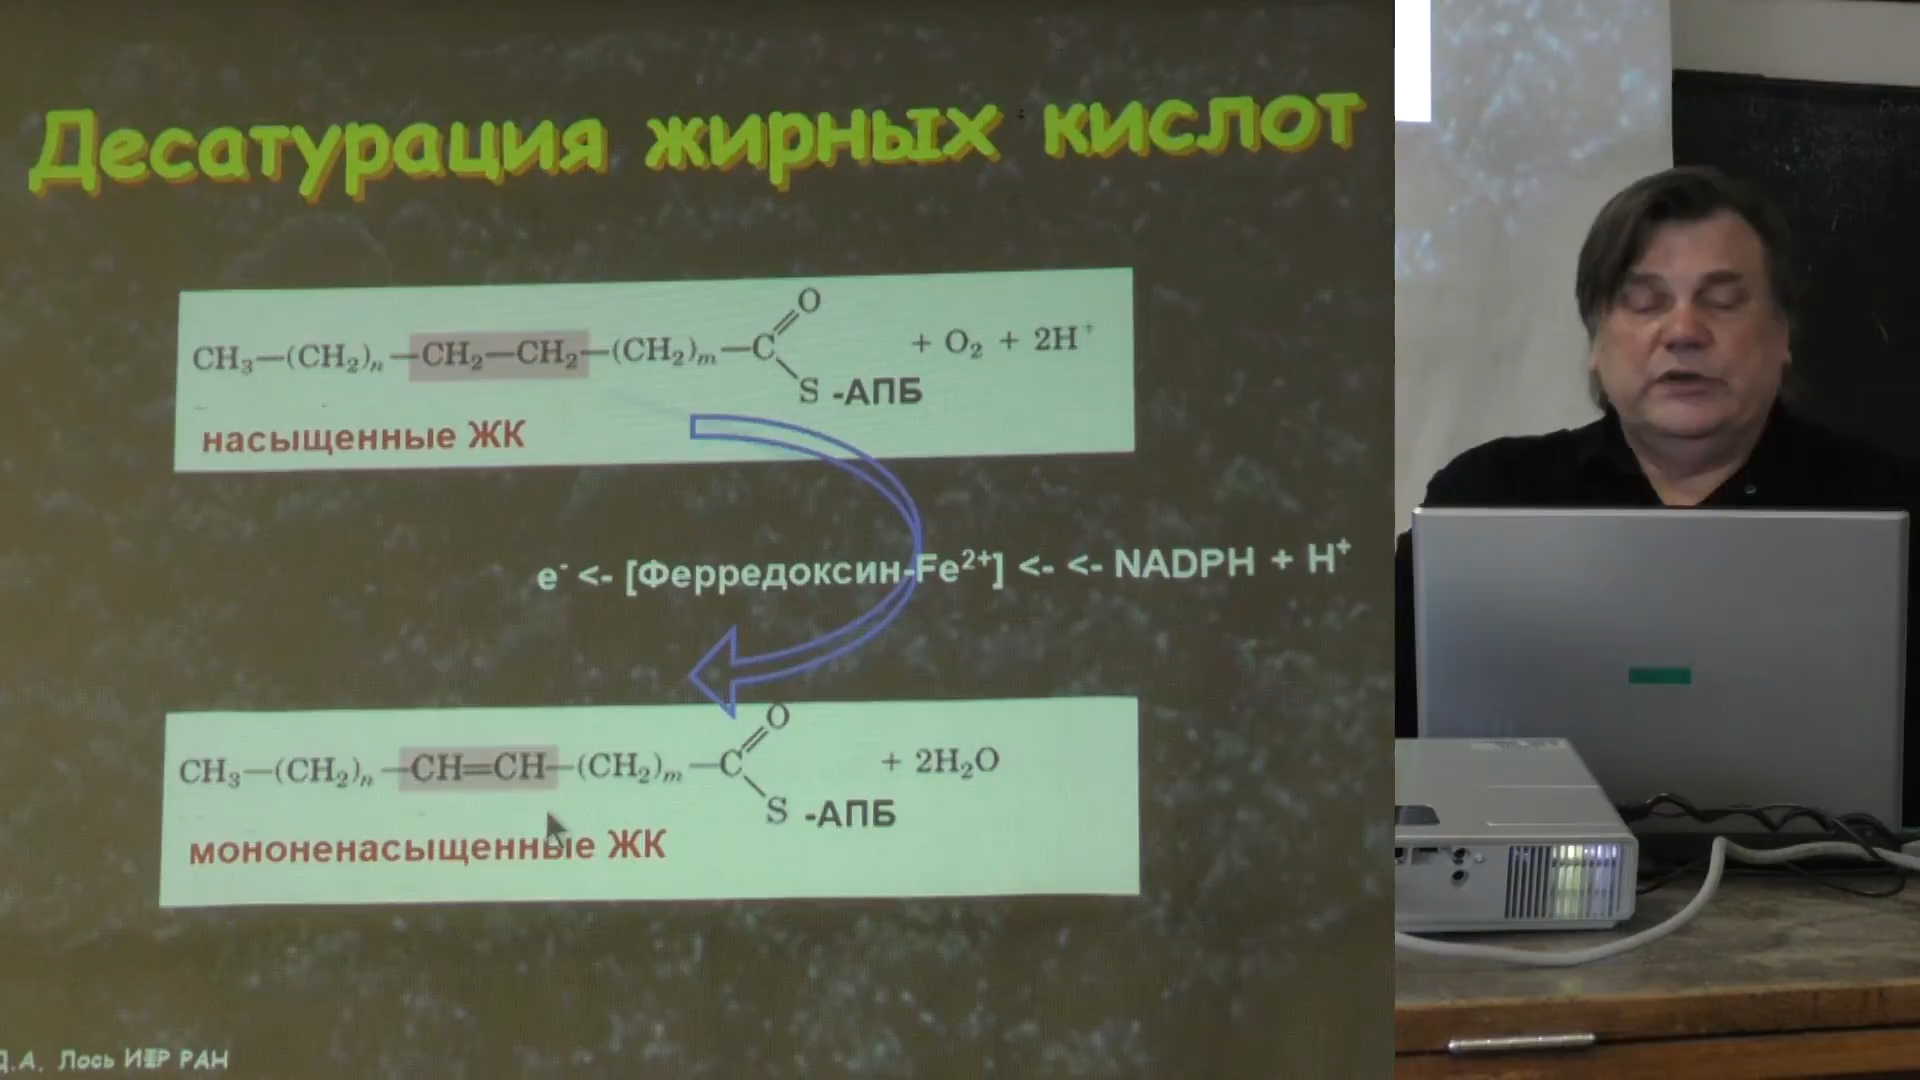 Десатурация жирных кислот
O
CH₃—(CH₂)ₙ—CH₂—CH₂—(CH₂)ₘ—C + O₂ + 2H⁺
S -АПБ
насыщенные ЖК
e⁻ <- [Ферредоксин-Fe²⁺] <- <- NADPH + H⁺
O
CH₃—(CH₂)ₙ—CH=CH—(CH₂)ₘ—C + 2H₂O
S -АПБ
мононенасыщенные ЖК
Д.А. Лось ИФР РАН